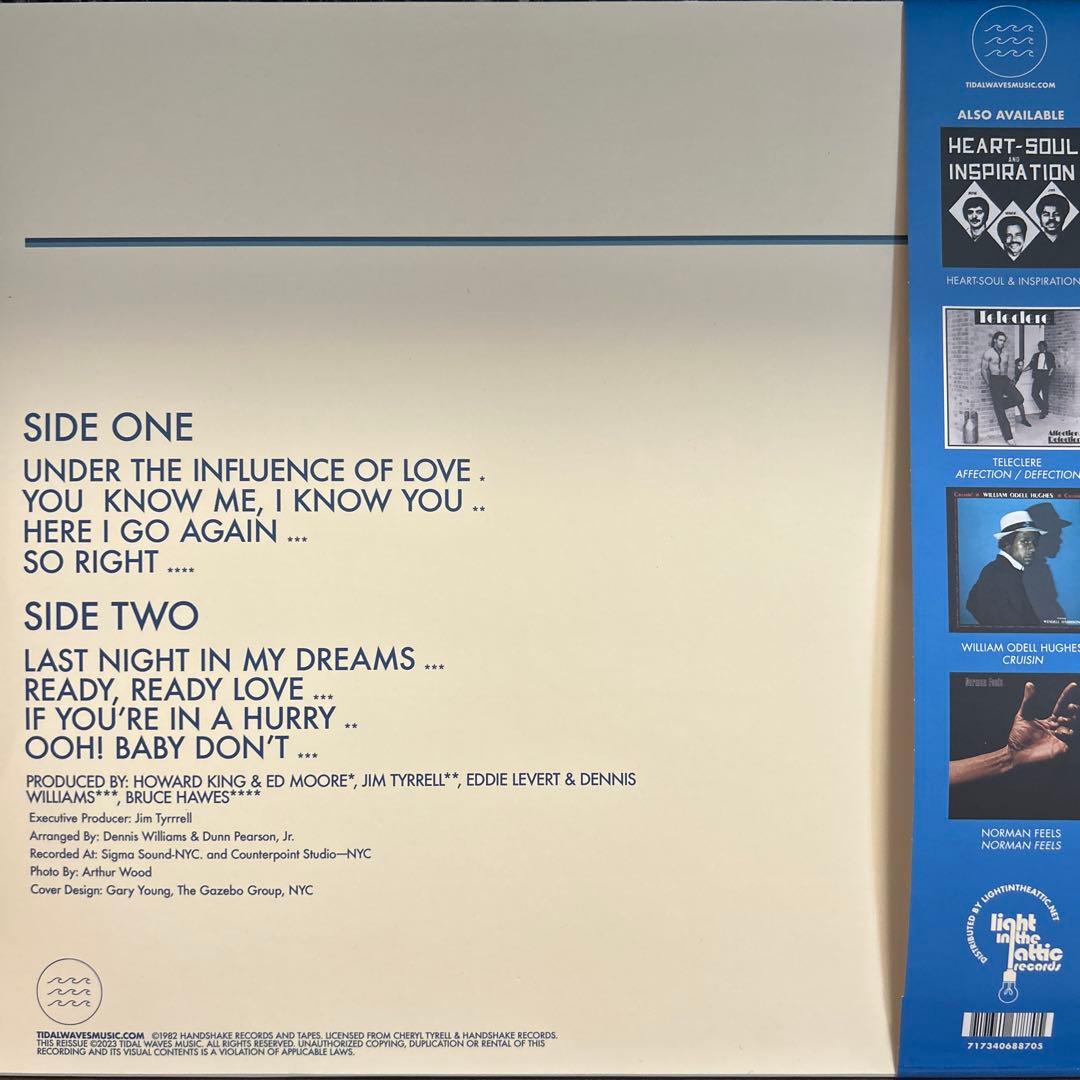 SIDE ONE
UNDER THE INFLUENCE OF LOVE .
YOU KNOW ME, I KNOW YOU ..
HERE I GO AGAIN ...
SO RIGHT ....
SIDE TWO
LAST NIGHT IN MY DREAMS ...
READY, READY LOVE ...
IF YOU'RE IN A HURRY ..
OOH! BABY DON'T ...
PRODUCED BY: HOWARD KING & ED MOORE*, JIM TYRRELL**, EDDIE LEVERT & DENNIS
WILLIAMS***, BRUCE HAWES****
Executive Producer: Jim Tyrrrell
Arranged By: Dennis Williams & Dunn Pearson, Jr.
Recorded At: Sigma Sound-NYC. and Counterpoint Studio—NYC
Photo By: Arthur Wood
Cover Design: Gary Young, The Gazebo Group, NYC
TIDALWAVESMUSIC.COM ©1982 HANDSHAKE RECORDS AND TAPES. LICENSED FROM CHERYL TYRELL & HANDSHAKE RECORDS.
THIS REISSUE ©2023 TIDAL WAVES MUSIC. ALL RIGHTS RESERVED. UNAUTHORIZED COPYING, DUPLICATION OR RENTAL OF THIS
RECORDING AND ITS VISUAL CONTENTS IS A VIOLATION OF APPLICABLE LAWS.
TIDALWAVESMUSIC.COM
ALSO AVAILABLE
HEART-SOUL
AND
INSPIRATION
HEART-SOUL & INSPIRATION
Teleclere
Affection
Defection
TELECLERE
AFFECTION / DEFECTION
WILLIAM ODELL HUGHES
WILLIAM ODELL HUGHES
CRUISIN
Norman Feels
NORMAN FEELS
NORMAN FEELS
DISTRIBUTED BY LIGHTINTHEATTIC.NET
light
in the
attic
records
717340688705